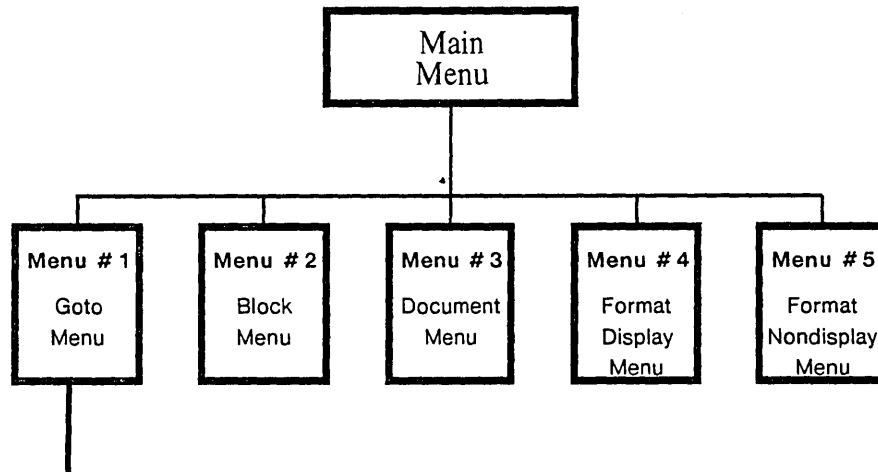 Main
Menu
Menu # 1
Goto
Menu
Menu # 2
Block
Menu
Menu # 3
Document
Menu
Menu # 4
Format
Display
Menu
Menu # 5
Format
Nondisplay
Menu